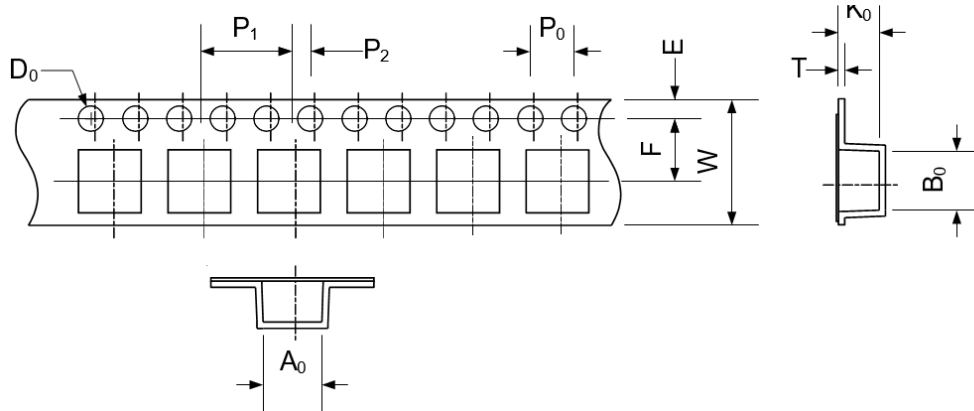 P₁
P₂
P₀
E
K₀
T
D₀
F
W
B₀
A₀